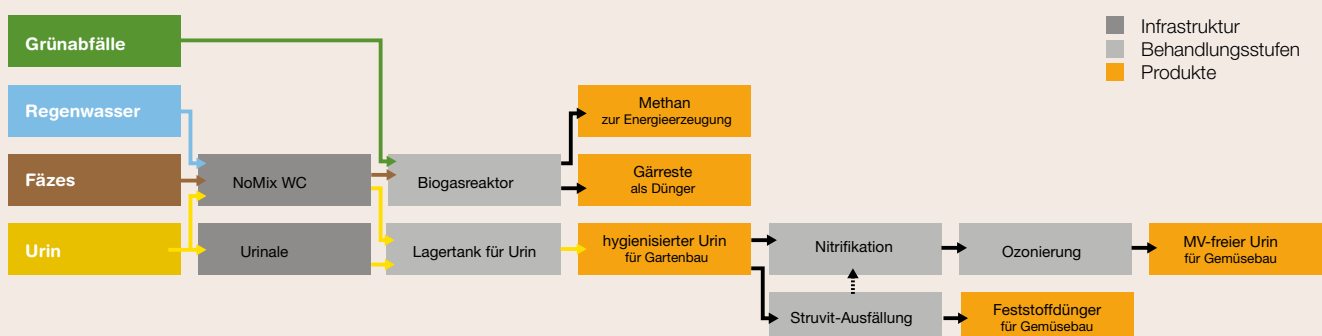 Grünabfälle
Regenwasser
Fäzes
Urin
NoMix WC
Urinale
Biogasreaktor
Lagertank für Urin
Methan
zur Energieerzeugung
Gärreste
als Dünger
hygienisierter Urin
für Gartenbau
Nitrifikation
Struvit-Ausfällung
Ozonierung
Feststoffdünger
für Gemüsebau
MV-freier Urin
für Gemüsebau
Infrastruktur
Behandlungsstufen
Produkte